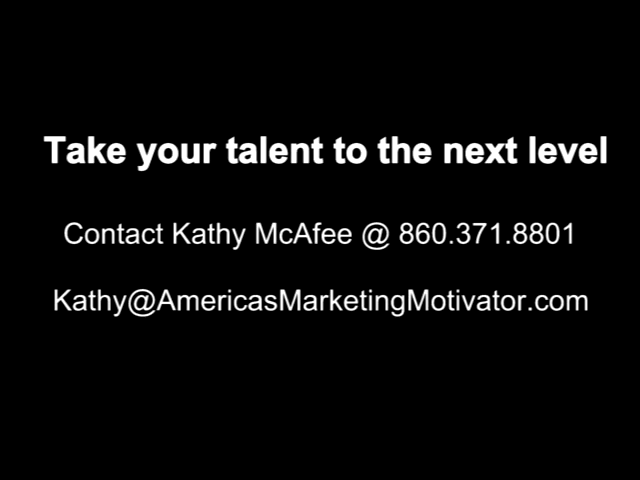 Take your talent to the next level
Contact Kathy McAfee @ 860.371.8801
Kathy@AmericasMarketingMotivator.com